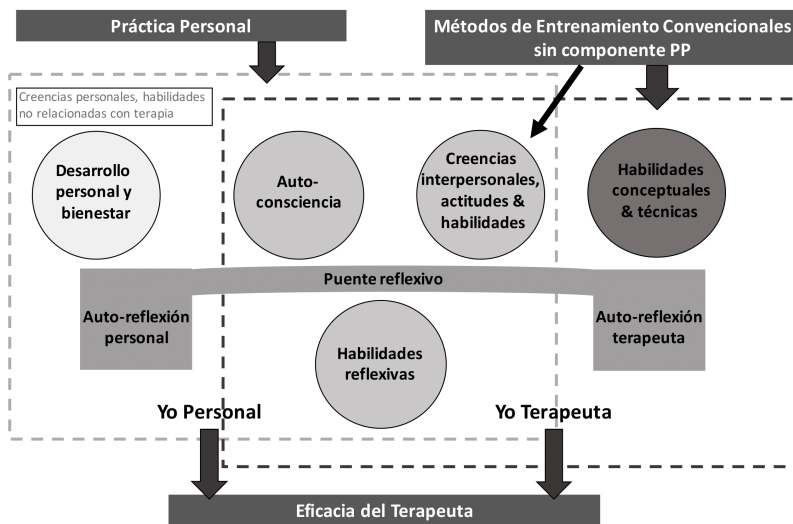 Práctica Personal
Métodos de Entrenamiento Convencionales
sin componente PP
Creencias personales, habilidades
no relacionadas con terapia
Desarrollo
personal y
bienestar
Auto-
consciencia
Creencias
interpersonales,
actitudes &
habilidades
Habilidades
conceptuales
& técnicas
Puente reflexivo
Auto-reflexión
personal
Auto-reflexión
terapeuta
Habilidades
reflexivas
Yo Personal
Yo Terapeuta
Eficacia del Terapeuta